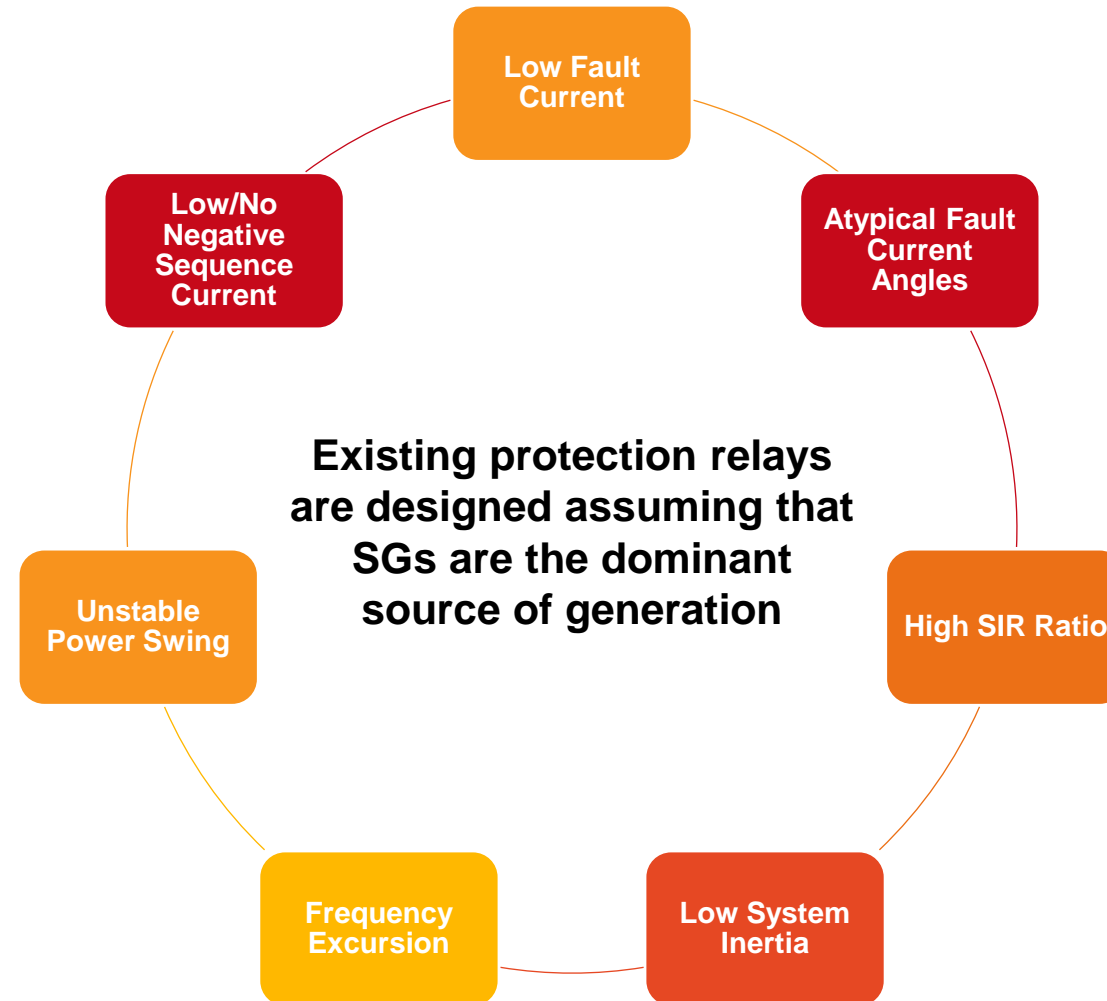 Low Fault
Current
Atypical Fault
Current
Angles
High SIR Ratio
Low System
Inertia
Frequency
Excursion
Unstable
Power Swing
Low/No
Negative
Sequence
Current
Existing protection relays
are designed assuming that
SGs are the dominant
source of generation